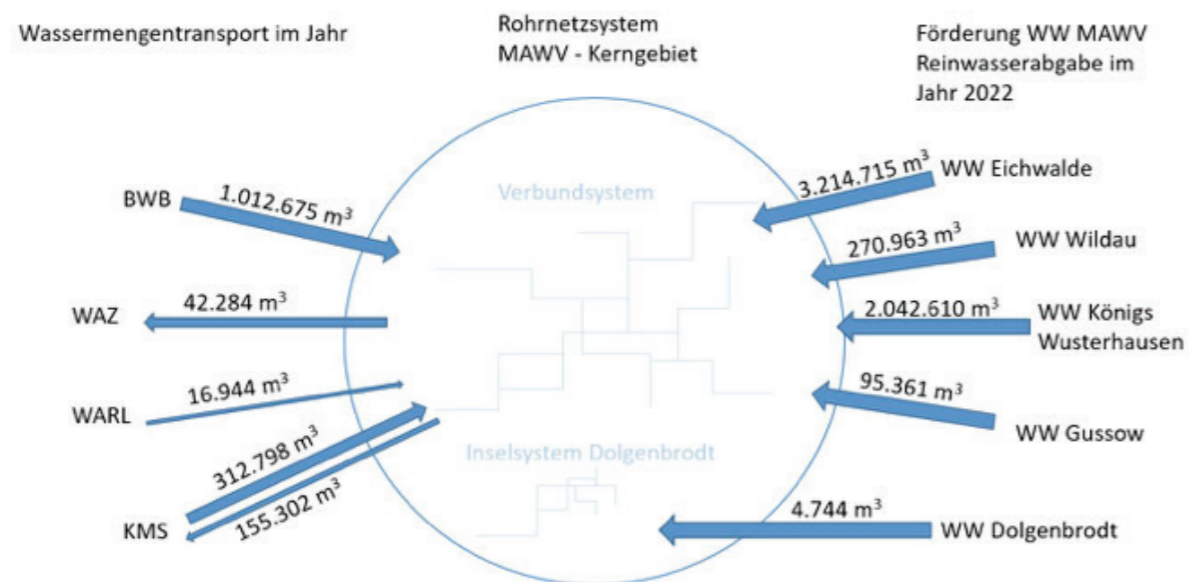 Wassermengentransport im Jahr
Rohrnetzsystem
MAWV - Kerngebiet
Förderung WW MAWV
Reinwasserabgabe im
Jahr 2022
Verbundsystem
BWB
1.012.675 m³
WAZ
42.284 m³
WARL
16.944 m³
KMS
312.798 m³
155.302 m³
Inselsystem Dolgenbrodt
3.214.715 m³
WW Eichwalde
270.963 m³
WW Wildau
2.042.610 m³
WW Königs
Wusterhausen
95.361 m³
WW Gussow
4.744 m³
WW Dolgenbrodt